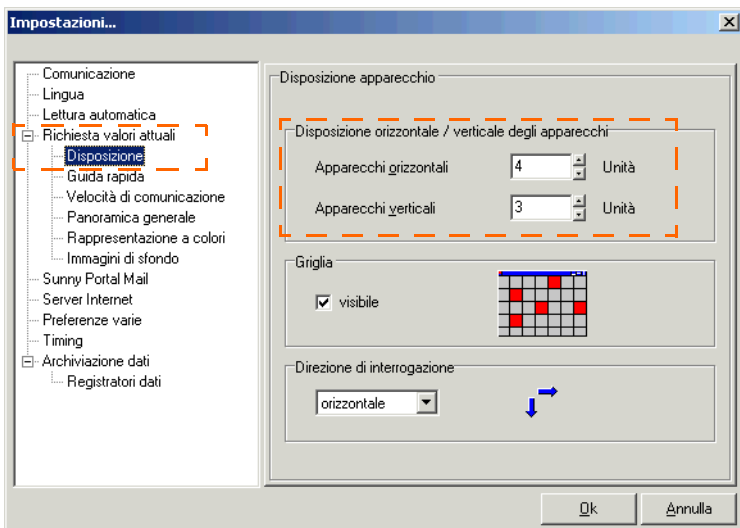 Impostazioni...
Comunicazione
Lingua
Lettura automatica
Richiesta valori attuali
Disposizione
Guida rapida
Velocità di comunicazione
Panoramica generale
Rappresentazione a colori
Immagini di sfondo
Sunny Portal Mail
Server Internet
Preferenze varie
Timing
Archiviazione dati
Registratori dati
Disposizione apparecchio
Disposizione orizzontale / verticale degli apparecchi
Apparecchi orizzontali 4 Unità
Apparecchi verticali 3 Unità
Griglia
visibile
Direzione di interrogazione
orizzontale
Ok Annulla